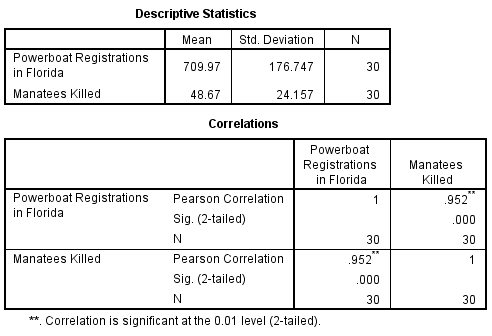 Descriptive Statistics
Mean Std. Deviation N
Powerboat Registrations
in Florida 709.97 176.747 30
Manatees Killed 48.67 24.157 30
Correlations
Powerboat
Registrations
in Florida
Manatees
Killed
Powerboat Registrations
in Florida
Pearson Correlation 1 .952**
Sig. (2-tailed) .000
N 30 30
Manatees Killed Pearson Correlation .952** 1
Sig. (2-tailed) .000
N 30 30
**. Correlation is significant at the 0.01 level (2-tailed).